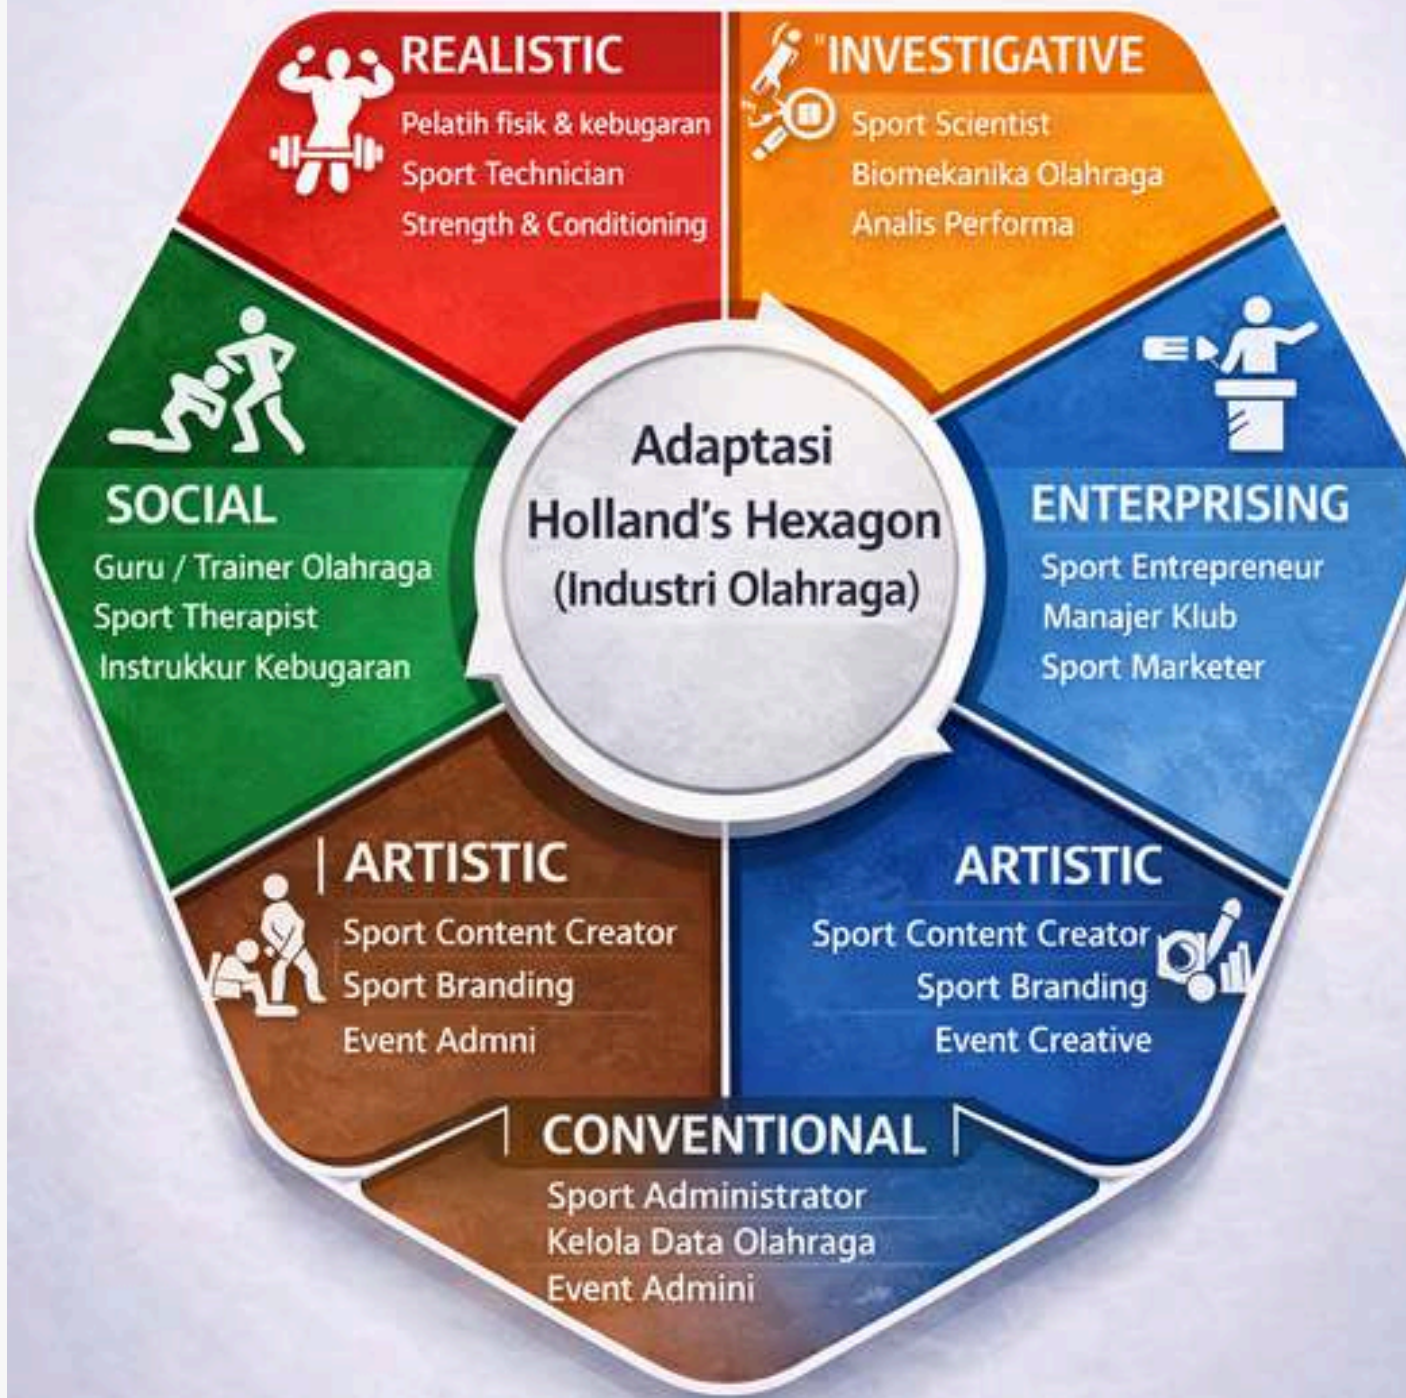 REALISTIC
Pelatih fisik & kebugaran
Sport Technician
Strength & Conditioning
"INVESTIGATIVE
Sport Scientist
Biomekanika Olahraga
Analis Performa
Adaptasi
Holland's Hexagon
(Industri Olahraga)
SOCIAL
Guru / Trainer Olahraga
Sport Therapist
Instrukkur Kebugaran
ENTERPRISING
Sport Entrepreneur
Manajer Klub
Sport Marketer
ARTISTIC
Sport Content Creator
Sport Branding
Event Admni
ARTISTIC
Sport Content Creator
Sport Branding
Event Creative
CONVENTIONAL
Sport Administrator
Kelola Data Olahraga
Event Admini